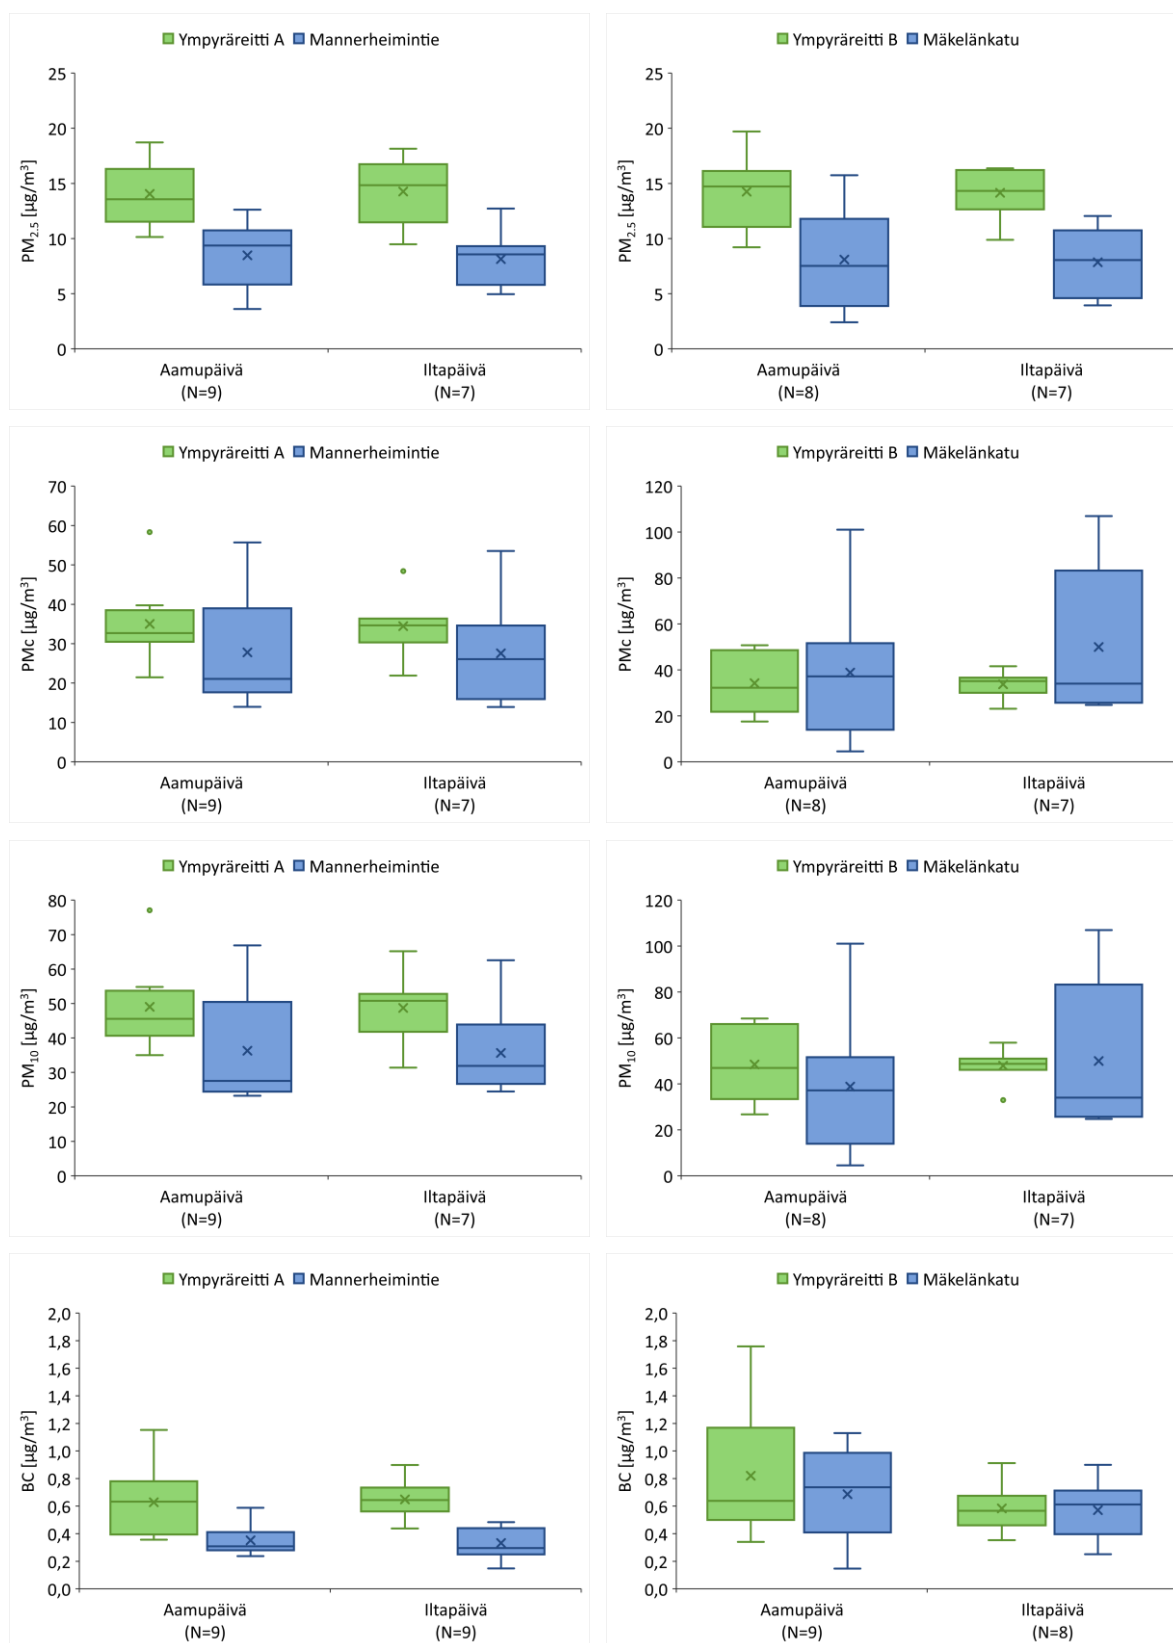 Ympyräreitti A Mannerheimintie
25
20
15
10
5
0
PM2.5 [µg/m³]
Aamupäivä Iltapäivä
(N=9) (N=7)
Ympyräreitti B Mäkelänkatu
25
20
15
10
5
0
PM2.5 [µg/m³]
Aamupäivä Iltapäivä
(N=8) (N=7)
Ympyräreitti A Mannerheimintie
70
60
50
40
30
20
10
0
PMc [µg/m³]
Aamupäivä Iltapäivä
(N=9) (N=7)
Ympyräreitti B Mäkelänkatu
120
100
80
60
40
20
0
PMc [µg/m³]
Aamupäivä Iltapäivä
(N=8) (N=7)
Ympyräreitti A Mannerheimintie
80
70
60
50
40
30
20
10
0
PM10 [µg/m³]
Aamupäivä Iltapäivä
(N=9) (N=7)
Ympyräreitti B Mäkelänkatu
120
100
80
60
40
20
0
PM10 [µg/m³]
Aamupäivä Iltapäivä
(N=8) (N=7)
Ympyräreitti A Mannerheimintie
2,0
1,8
1,6
1,4
1,2
1,0
0,8
0,6
0,4
0,2
0,0
BC [µg/m³]
Aamupäivä Iltapäivä
(N=9) (N=9)
Ympyräreitti B Mäkelänkatu
2,0
1,8
1,6
1,4
1,2
1,0
0,8
0,6
0,4
0,2
0,0
BC [µg/m³]
Aamupäivä Iltapäivä
(N=9) (N=8)